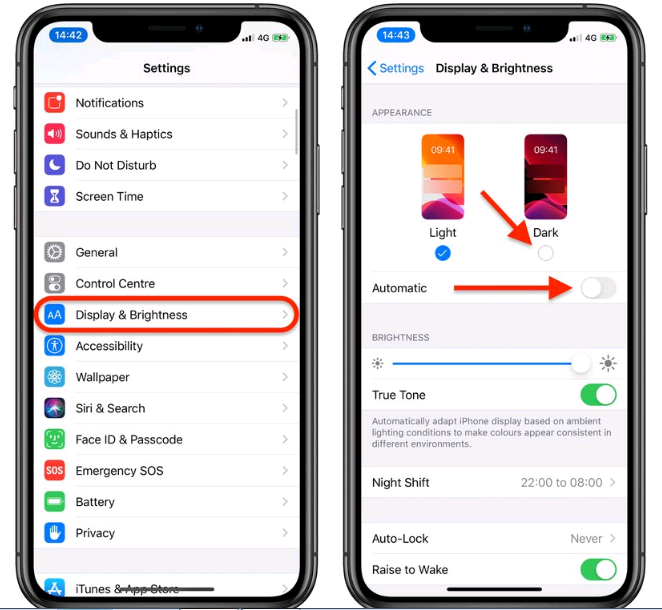 14:42
4G
Settings
Notifications
Sounds & Haptics
Do Not Disturb
Screen Time
General
Control Centre
AA Display & Brightness
Accessibility
Wallpaper
Siri & Search
Face ID & Passcode
SOS Emergency SOS
Battery
Privacy
iTunes & App Store
14:43
4G
Settings Display & Brightness
APPEARANCE
09:41 09:41
Light Dark
Automatic
BRIGHTNESS
True Tone
Automatically adapt iPhone display based on ambient
lighting conditions to make colours appear consistent in
different environments.
Night Shift 22:00 to 08:00
Auto-Lock Never
Raise to Wake